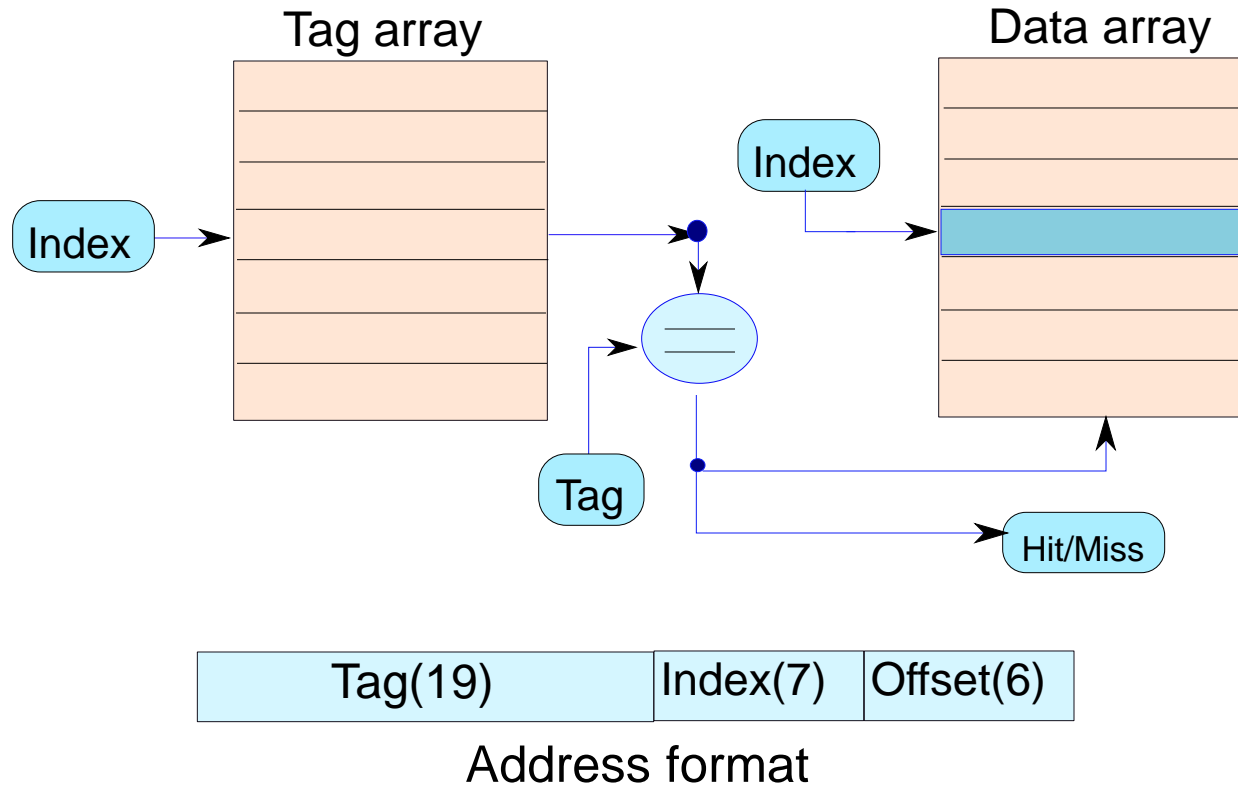 Tag array
Data array
Index
Index
Tag
Hit/Miss
Tag(19)
Index(7)
Offset(6)
Address format